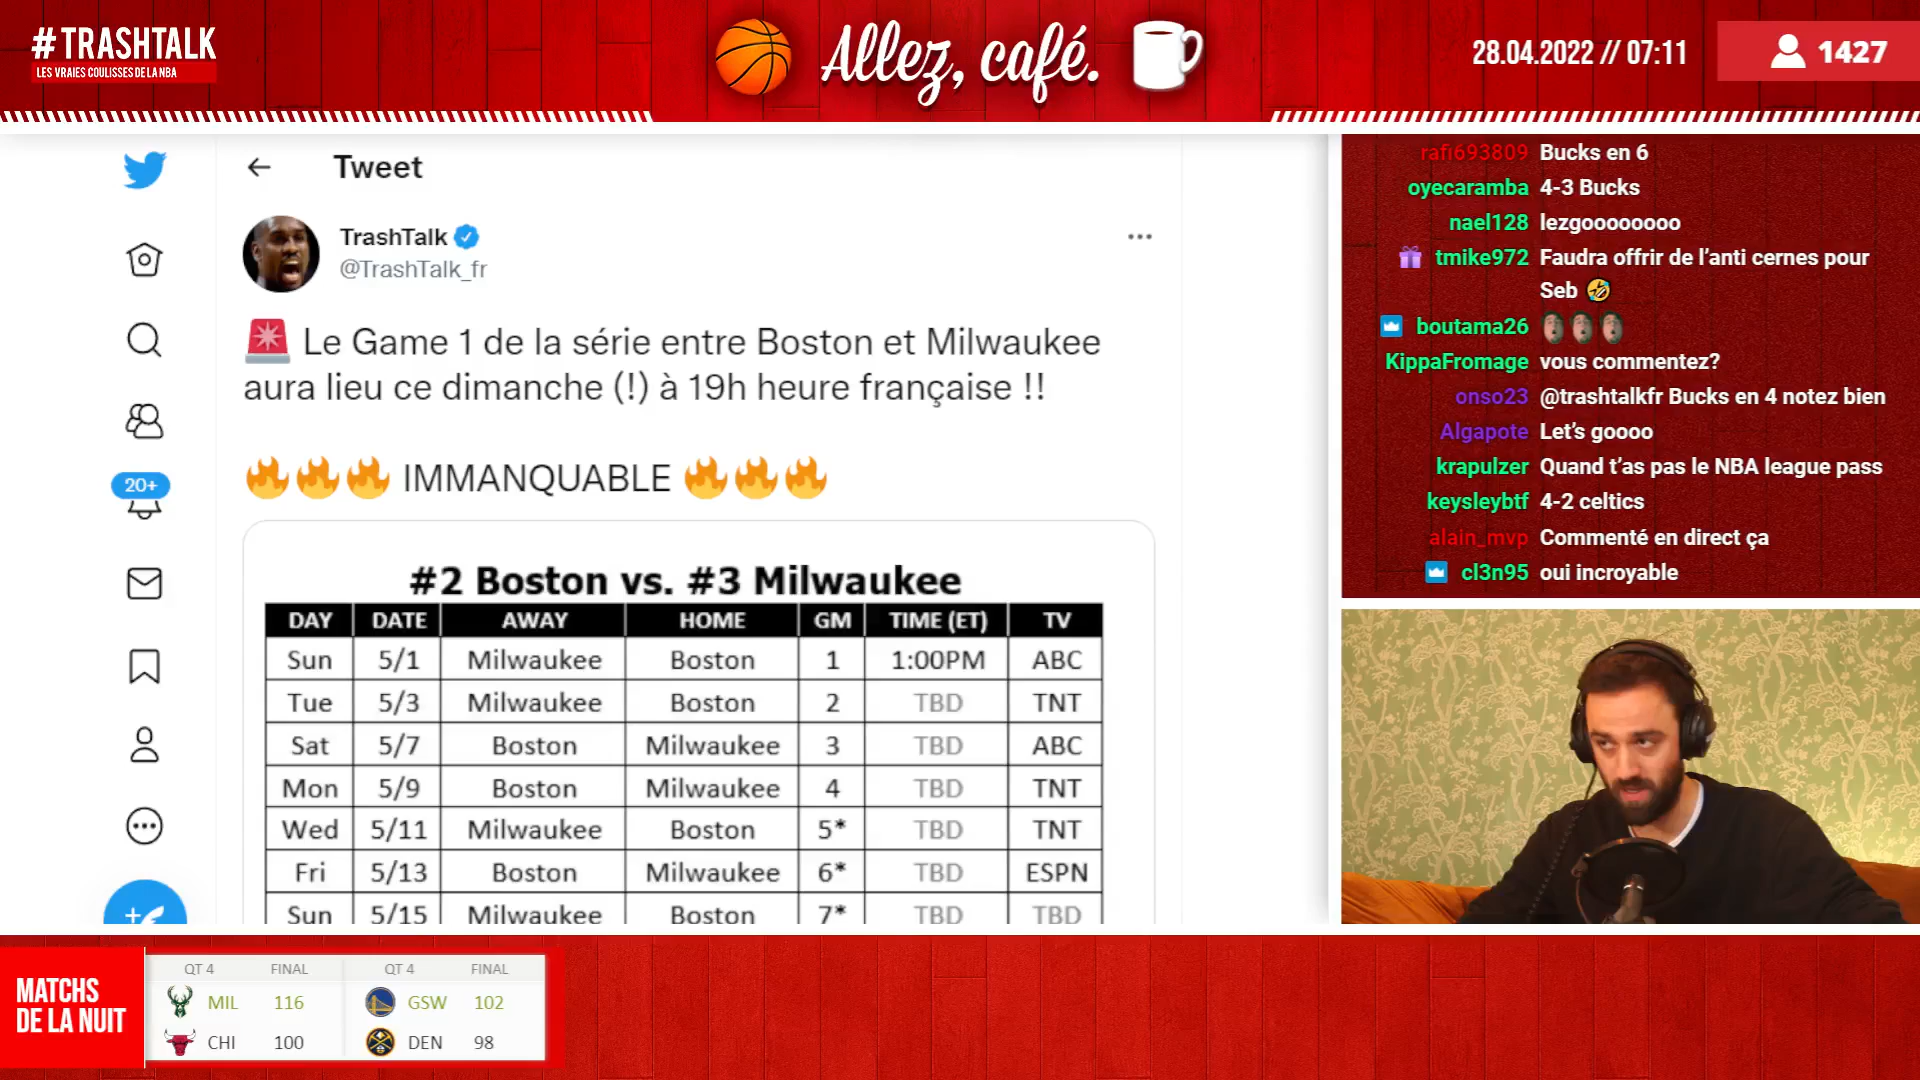 #TRASHTALK
LES VRAIES COULISSES DE LA NBA
Allez, café.
28.04.2022 // 07:11
1427
Tweet
TrashTalk
@TrashTalk_fr
Le Game 1 de la série entre Boston et Milwaukee
aura lieu ce dimanche (!) à 19h heure française !!
IMMANQUABLE
20+
#2 Boston vs. #3 Milwaukee
DAY DATE AWAY HOME GM TIME (ET) TV
Sun 5/1 Milwaukee Boston 1 1:00PM ABC
Tue 5/3 Milwaukee Boston 2 TBD TNT
Sat 5/7 Boston Milwaukee 3 TBD ABC
Mon 5/9 Boston Milwaukee 4 TBD TNT
Wed 5/11 Milwaukee Boston 5* TBD TNT
Fri 5/13 Boston Milwaukee 6* TBD ESPN
Sun 5/15 Milwaukee Boston 7* TBD TBD
rafi693809 Bucks en 6
oyecaramba 4-3 Bucks
nael128 lezgoooooooo
tmike972 Faudra offrir de l'anti cernes pour
Seb 🤣
boutama26
KippaFromage vous commentez?
onso23 @trashtalkfr Bucks en 4 notez bien
Algapote Let's goooo
krapulzer Quand t'as pas le NBA league pass
keysleybtf 4-2 celtics
alain_mvp Commenté en direct ça
cl3n95 oui incroyable
MATCHS
DE LA NUIT
QT 4 FINAL QT 4 FINAL
MIL 116 GSW 102
CHI 100 DEN 98